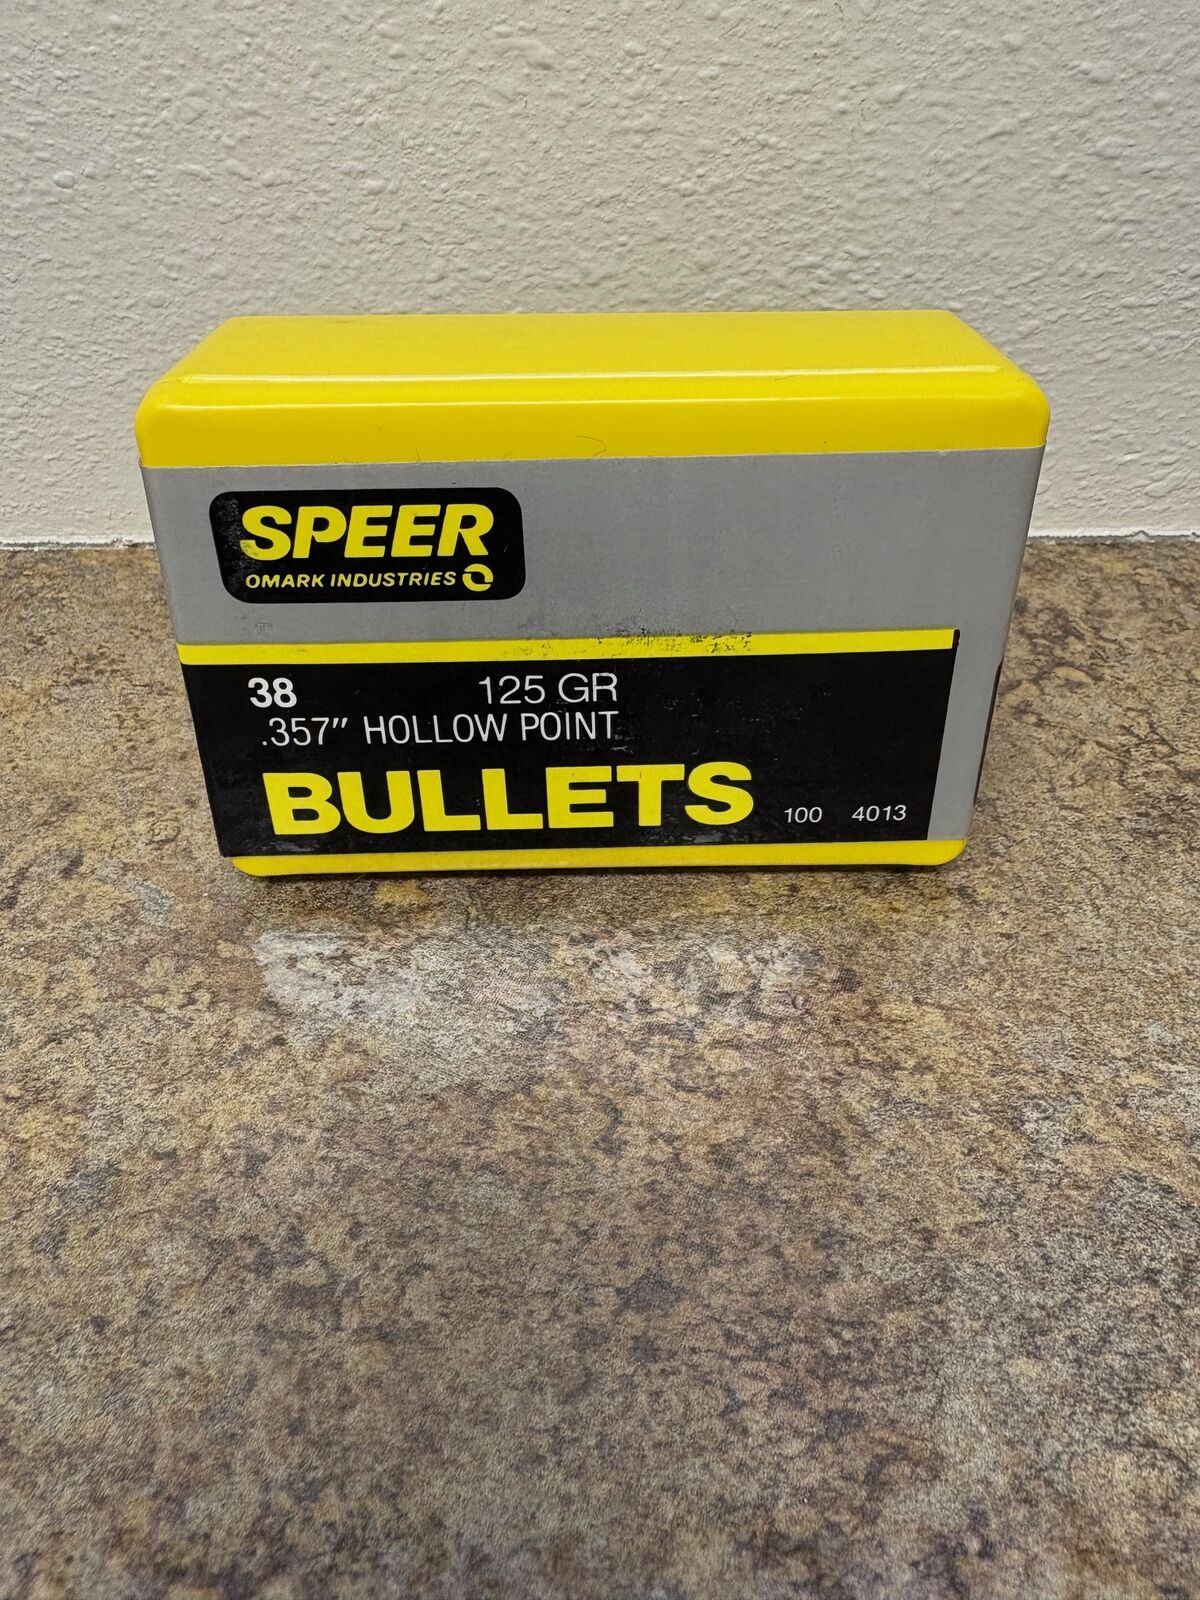 SPEER
OMARK INDUSTRIES
38 125 GR
.357" HOLLOW POINT
BULLETS 100 4013